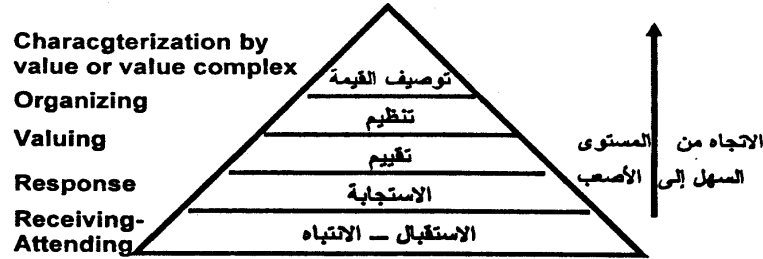 Characgterization by
value or value complex
توصيف القيمة
Organizing
تنظيم
Valuing
تقييم
Response
الاستجابة
Receiving-
Attending
الاستقبال – الانتباه
الاتجاه من المستوى
السهل إلى الأصعب